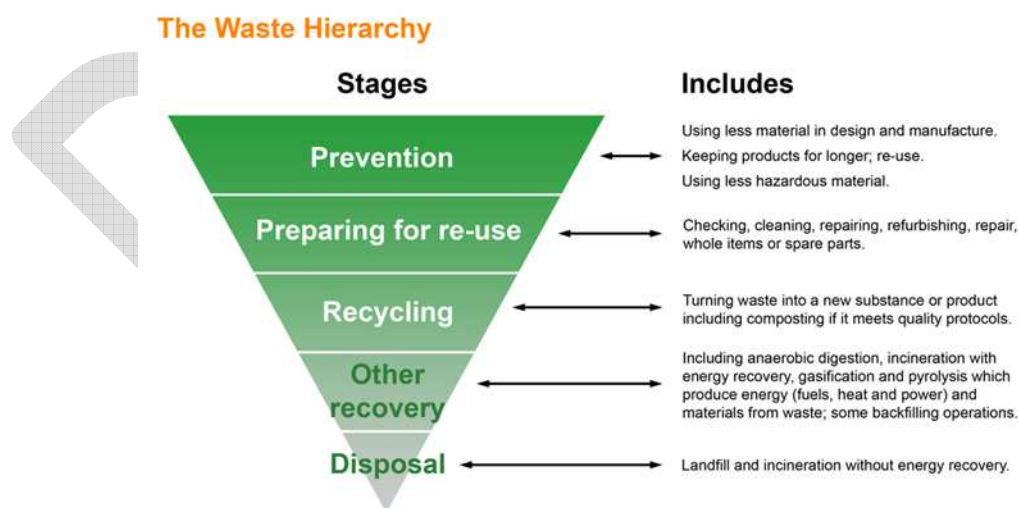 The Waste Hierarchy
Stages
Includes
Prevention
Using less material in design and manufacture.
Keeping products for longer; re-use.
Using less hazardous material.
Preparing for re-use
Checking, cleaning, repairing, refurbishing, repair,
whole items or spare parts.
Recycling
Turning waste into a new substance or product
including composting if it meets quality protocols.
Other
recovery
Including anaerobic digestion, incineration with
energy recovery, gasification and pyrolysis which
produce energy (fuels, heat and power) and
materials from waste; some backfilling operations.
Disposal
Landfill and incineration without energy recovery.